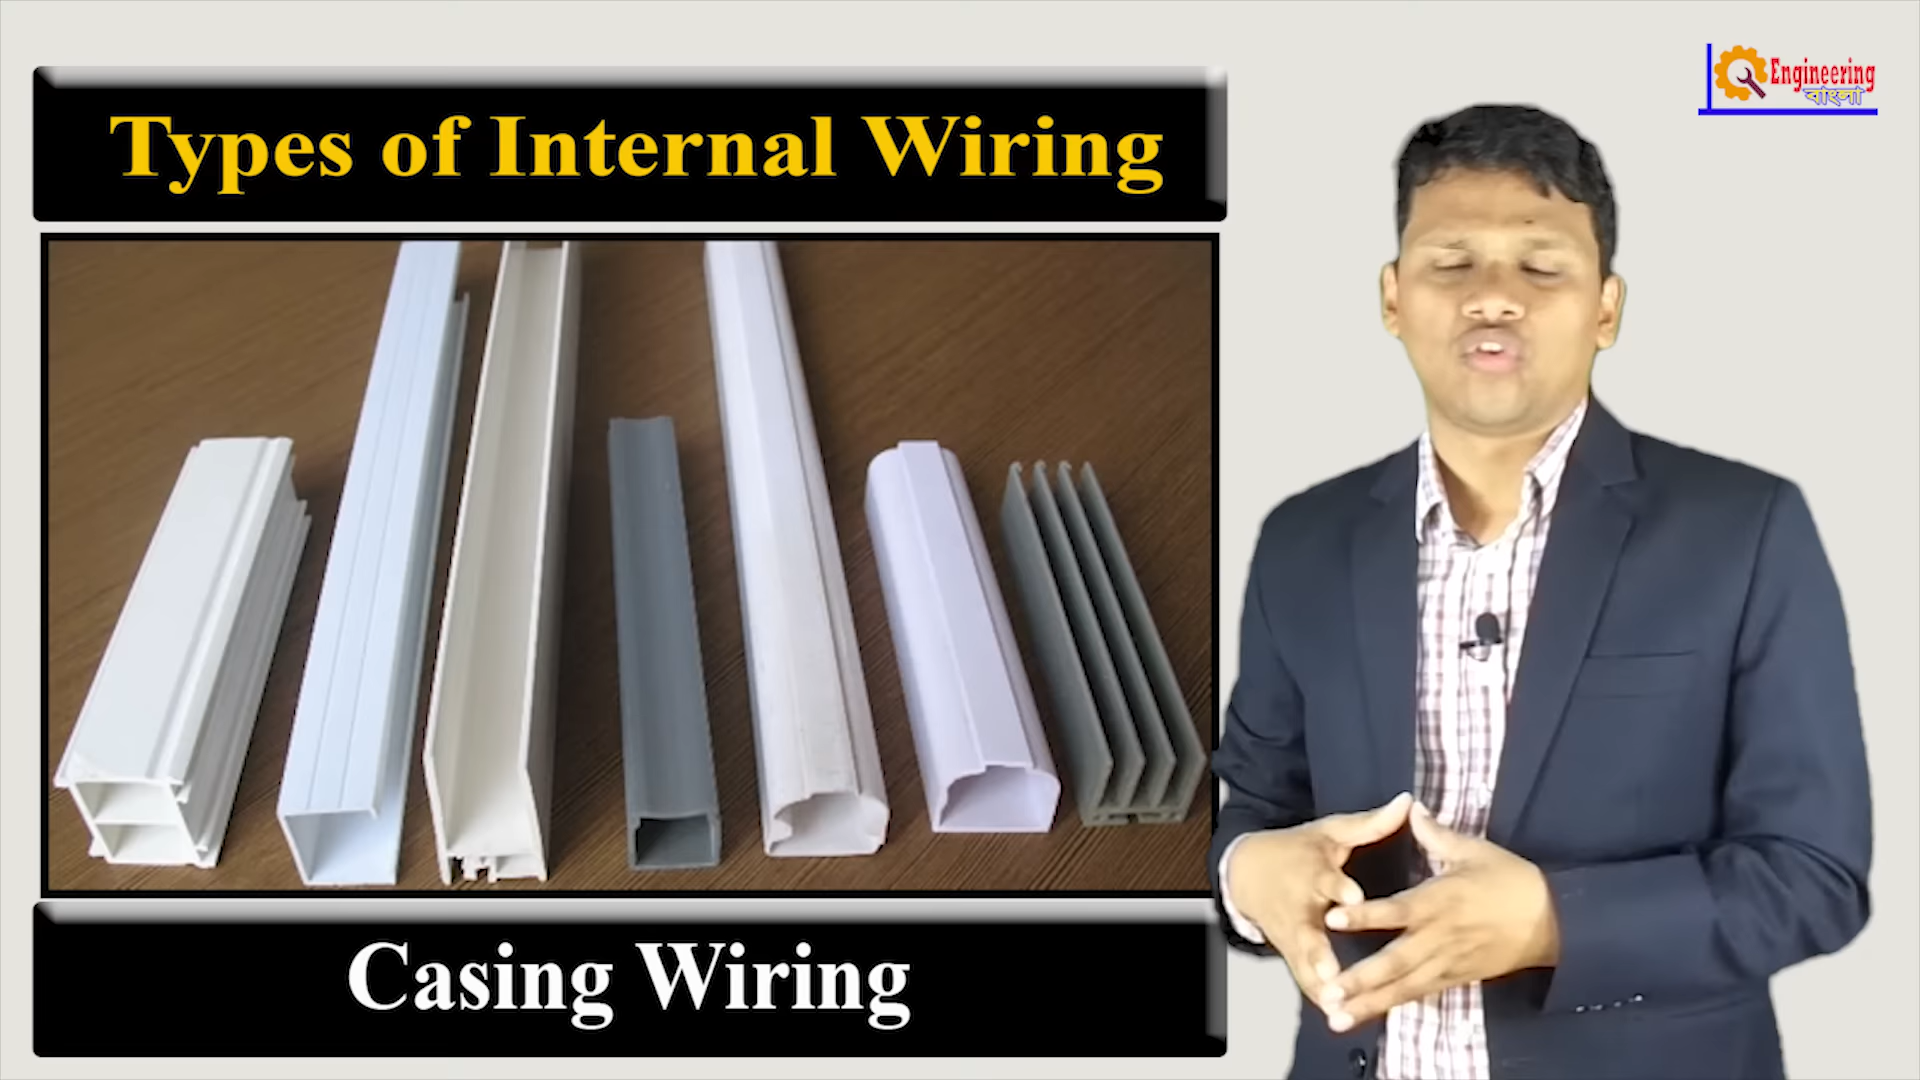 Types of Internal Wiring
Engineering
বাংলা
Casing Wiring